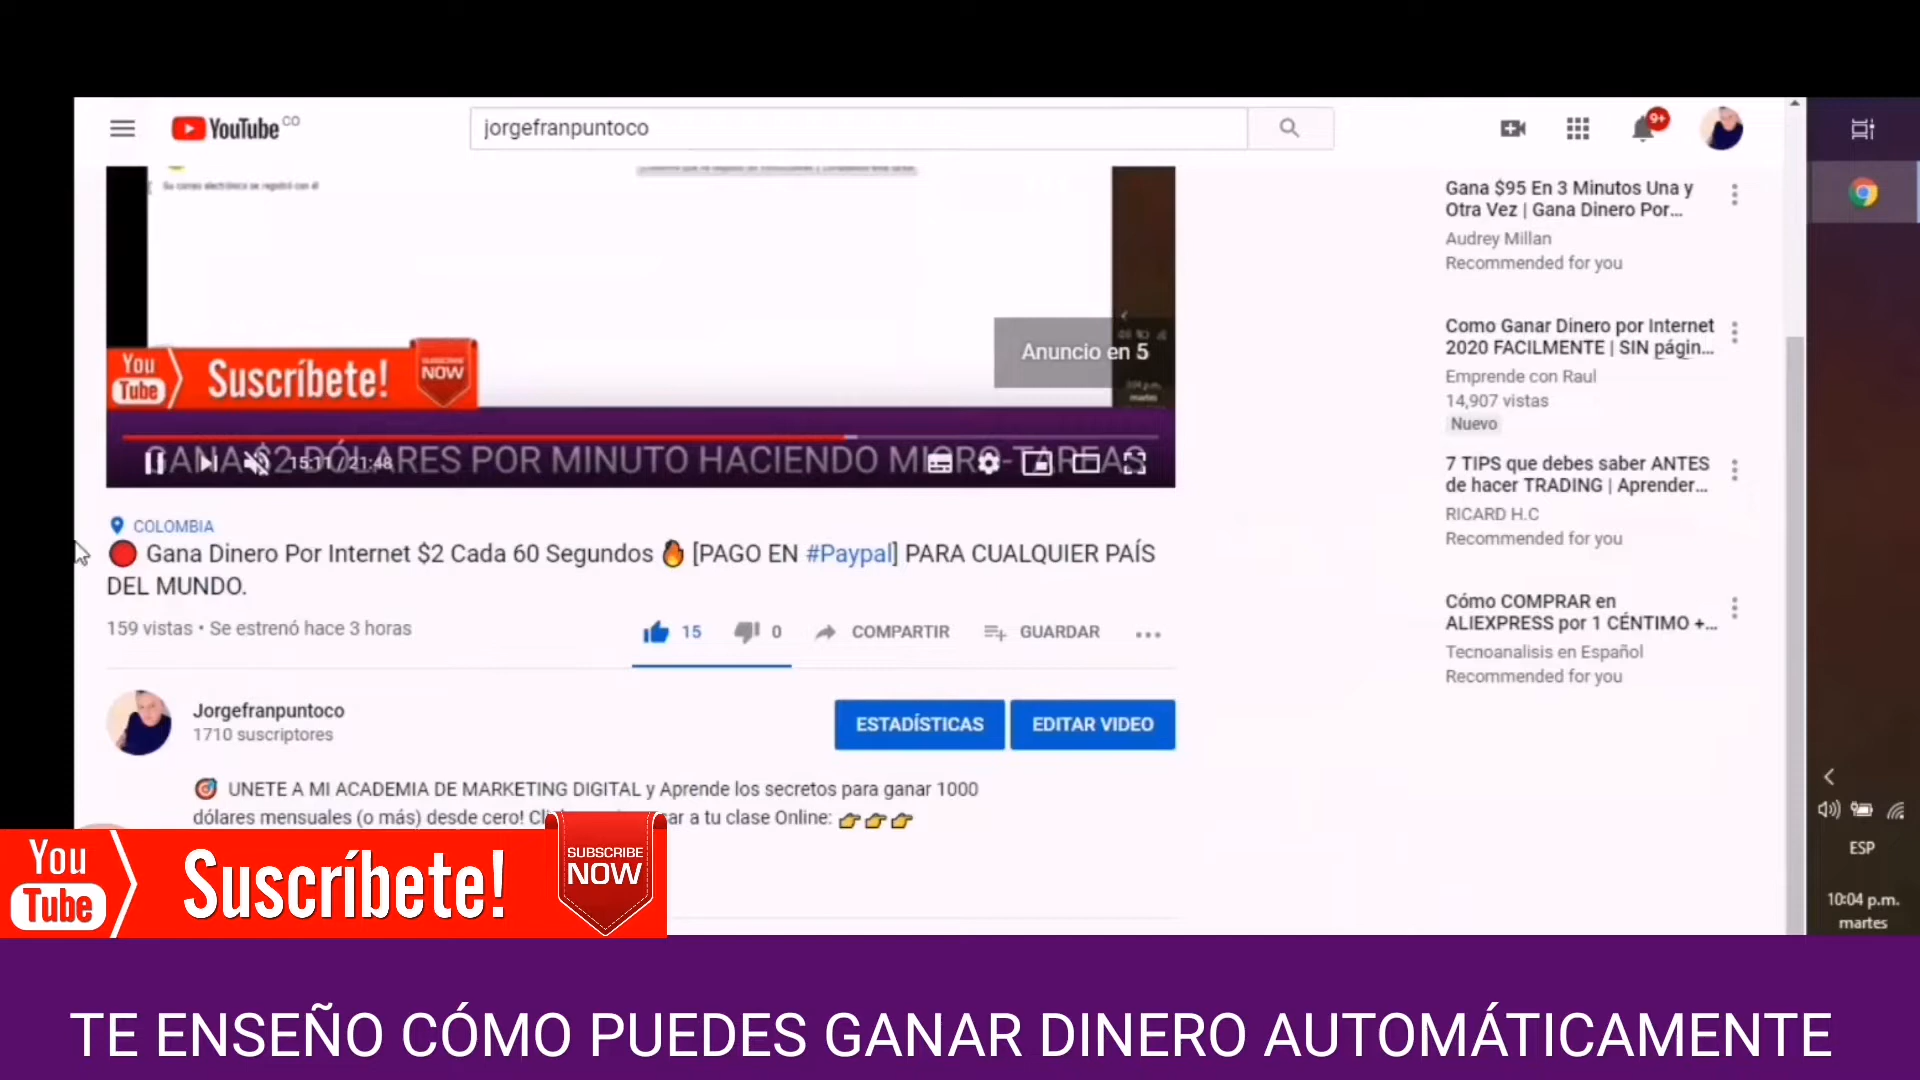 YouTube CO
jorgefranpuntoco
9+
Su correo electrónico se registró con él
Gana $95 En 3 Minutos Una y
Otra Vez | Gana Dinero Por...
Audrey Millan
Recommended for you
Como Ganar Dinero por Internet
2020 FACILMENTE | SIN págin...
Emprende con Raul
14,907 vistas
Nuevo
7 TIPS que debes saber ANTES
de hacer TRADING | Aprender...
RICARD H.C
Recommended for you
Cómo COMPRAR en
ALIEXPRESS por 1 CÉNTIMO +...
Tecnoanalisis en Español
Recommended for you
Anuncio en 5
You
Tube
Suscríbete!
SUBSCRIBE
NOW
martes
GANA $2 DÓLARES POR MINUTO HACIENDO MICRO-TAREAS
15:11 / 21:48
COLOMBIA
Gana Dinero Por Internet $2 Cada 60 Segundos [PAGO EN #Paypal] PARA CUALQUIER PAÍS
DEL MUNDO.
159 vistas • Se estrenó hace 3 horas
15
0
COMPARTIR
GUARDAR
Jorgefranpuntoco
1710 suscriptores
ESTADÍSTICAS
EDITAR VIDEO
UNETE A MI ACADEMIA DE MARKETING DIGITAL y Aprende los secretos para ganar 1000
dólares mensuales (o más) desde cero! a tu clase Online:
You
Tube
Suscríbete!
SUBSCRIBE
NOW
ESP
10:04 p.m.
martes
TE ENSEÑO CÓMO PUEDES GANAR DINERO AUTOMÁTICAMENTE